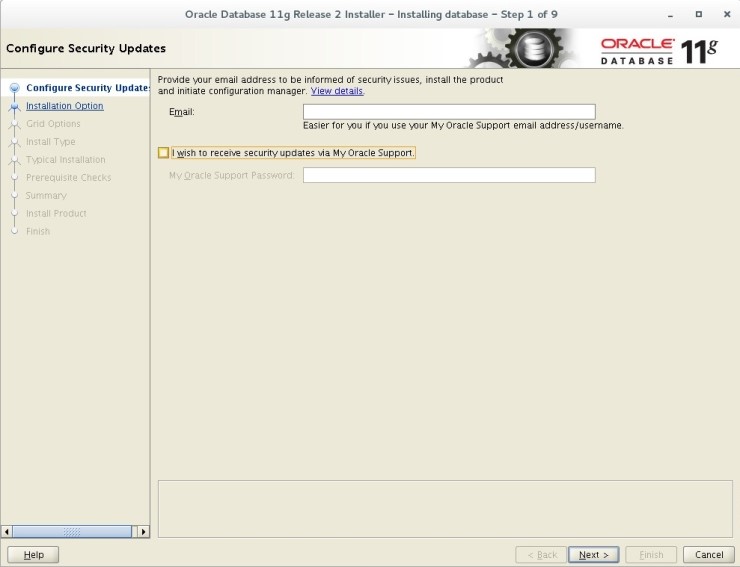 Oracle Database 11g Release 2 Installer - Installing database - Step 1 of 9
Configure Security Updates
ORACLE
DATABASE 11g
Configure Security Update
Installation Option
Grid Options
Install Type
Typical Installation
Prerequisite Checks
Summary
Install Product
Finish
Provide your email address to be informed of security issues, install the product
and initiate configuration manager. View details.
Email:
Easier for you if you use your My Oracle Support email address/username.
I wish to receive security updates via My Oracle Support.
My Oracle Support Password:
Help
< Back
Next >
Finish
Cancel